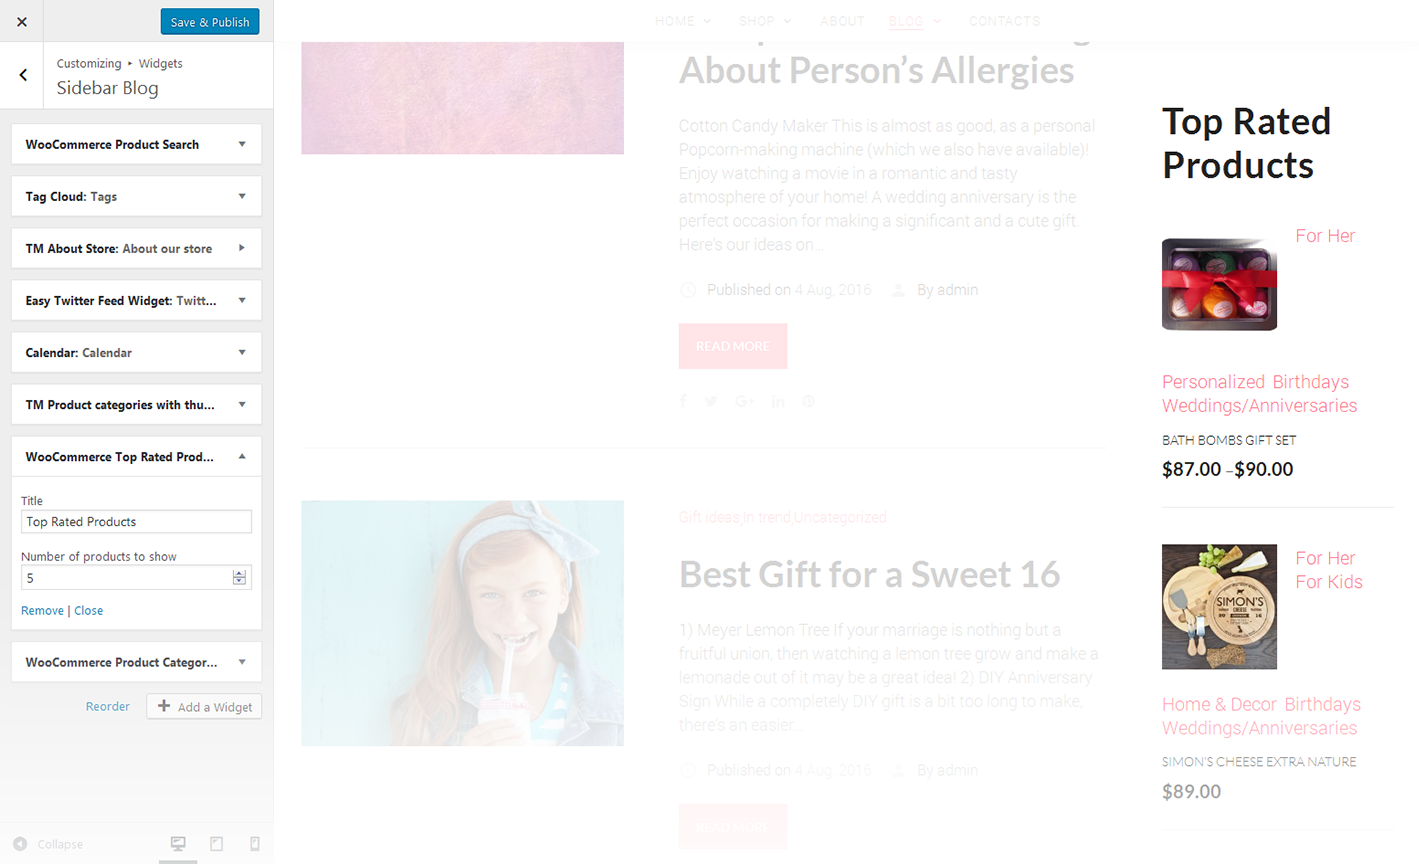 Save & Publish
Customizing ▸ Widgets
Sidebar Blog
WooCommerce Product Search
Tag Cloud: Tags
TM About Store: About our store
Easy Twitter Feed Widget: Twitt...
Calendar: Calendar
TM Product categories with thu...
WooCommerce Top Rated Prod...
Title
Top Rated Products
Number of products to show
5
Remove | Close
WooCommerce Product Categor...
Reorder
Add a Widget
Collapse
HOME
SHOP
ABOUT
BLOG
CONTACTS
About Person's Allergies
Cotton Candy Maker This is almost as good, as a personal
Popcorn-making machine (which we also have available)!
Enjoy watching a movie in a romantic and tasty
atmosphere of your home! A wedding anniversary is the
perfect occasion for making a significant and a cute gift.
Here's our ideas on...
Published on 4 Aug, 2016 By admin
READ MORE
Gift ideas,In trend,Uncategorized
Best Gift for a Sweet 16
1) Meyer Lemon Tree If your marriage is nothing but a
fruitful union, then watching a lemon tree grow and make a
lemonade out of it may be a great idea! 2) DIY Anniversary
Sign While a completely DIY gift is a bit too long to make,
there's an easier...
Published on 4 Aug, 2016 By admin
READ MORE
Top Rated
Products
For Her
Personalized Birthdays
Weddings/Anniversaries
BATH BOMBS GIFT SET
$87.00 –$90.00
SIMON'S
CHEESE
For Her
For Kids
Home & Decor Birthdays
Weddings/Anniversaries
SIMON'S CHEESE EXTRA NATURE
$89.00